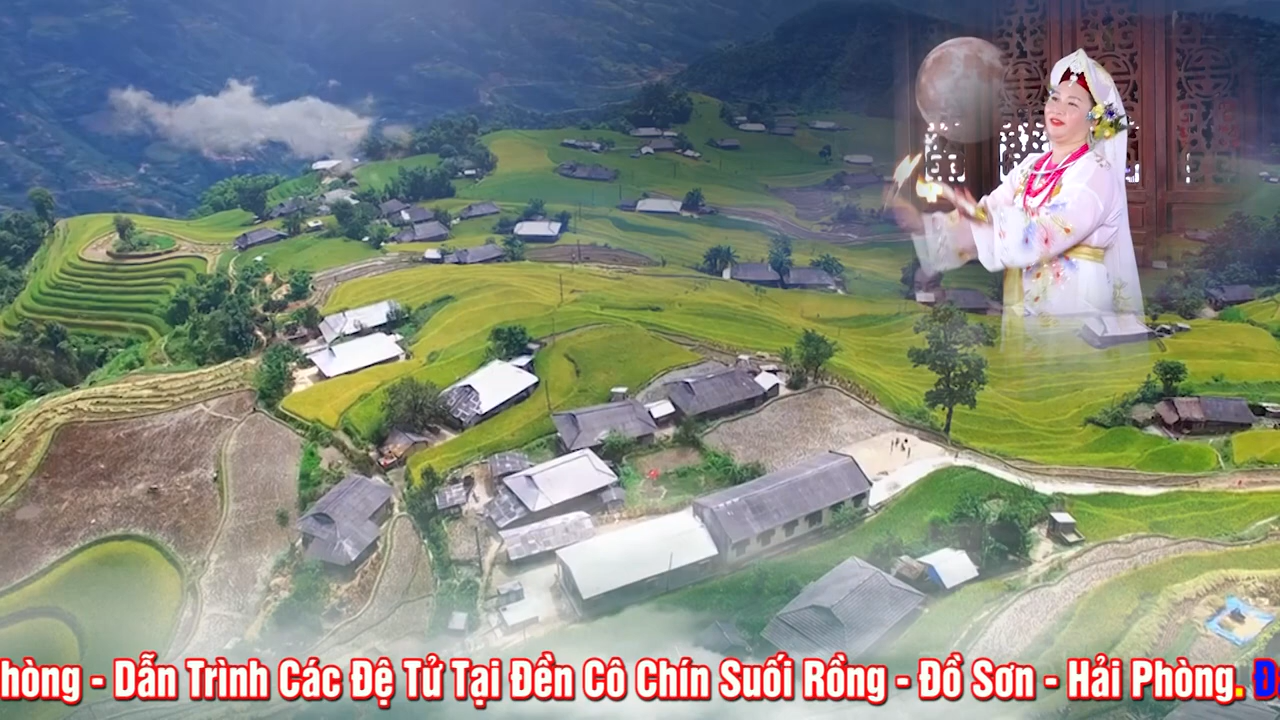 hòng - Dẫn Trình Các Đệ Tử Tại Đền Cô Chín Suối Rồng - Đồ Sơn - Hải Phòng. Đ